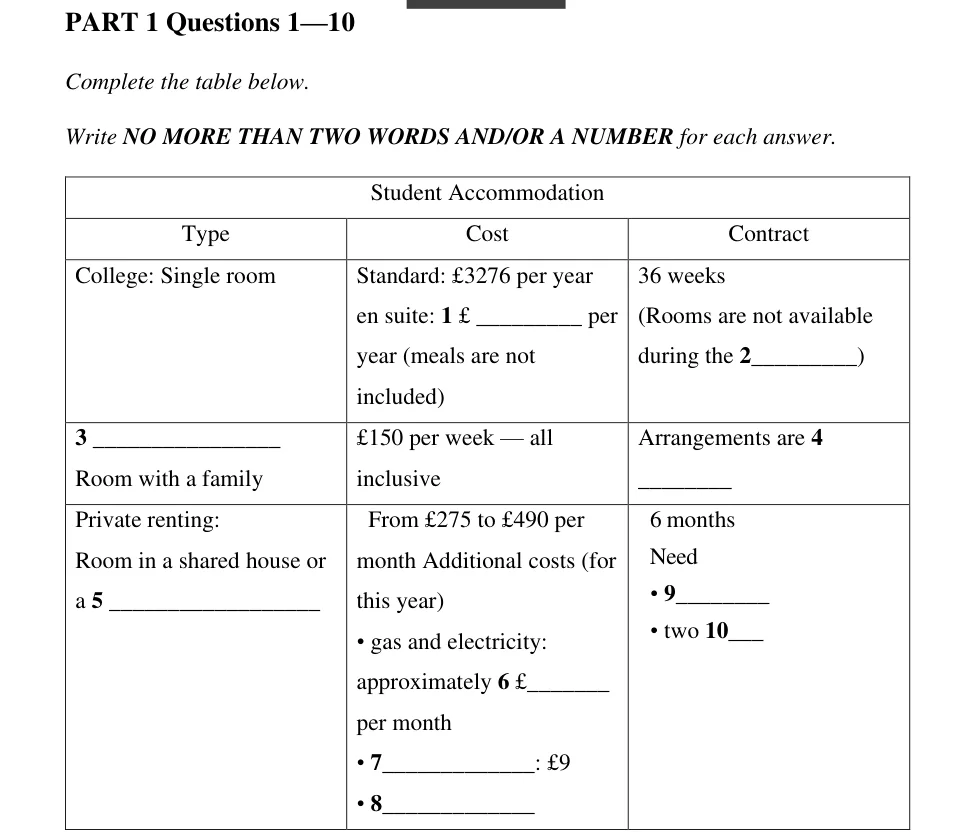 PART 1 Questions 1—10
Complete the table below.
Write NO MORE THAN TWO WORDS AND/OR A NUMBER for each answer.
Student Accommodation
Type
Cost
Contract
College: Single room
Standard: £3276 per year
en suite: 1 £ _________ per
year (meals are not
included)
36 weeks
(Rooms are not available
during the 2_________)
3 ________________
Room with a family
£150 per week — all
inclusive
Arrangements are 4
________
Private renting:
Room in a shared house or
a 5 __________________
From £275 to £490 per
month Additional costs (for
this year)
• gas and electricity:
approximately 6 £_______
per month
• 7_____________: £9
• 8_____________
6 months
Need
• 9________
• two 10___